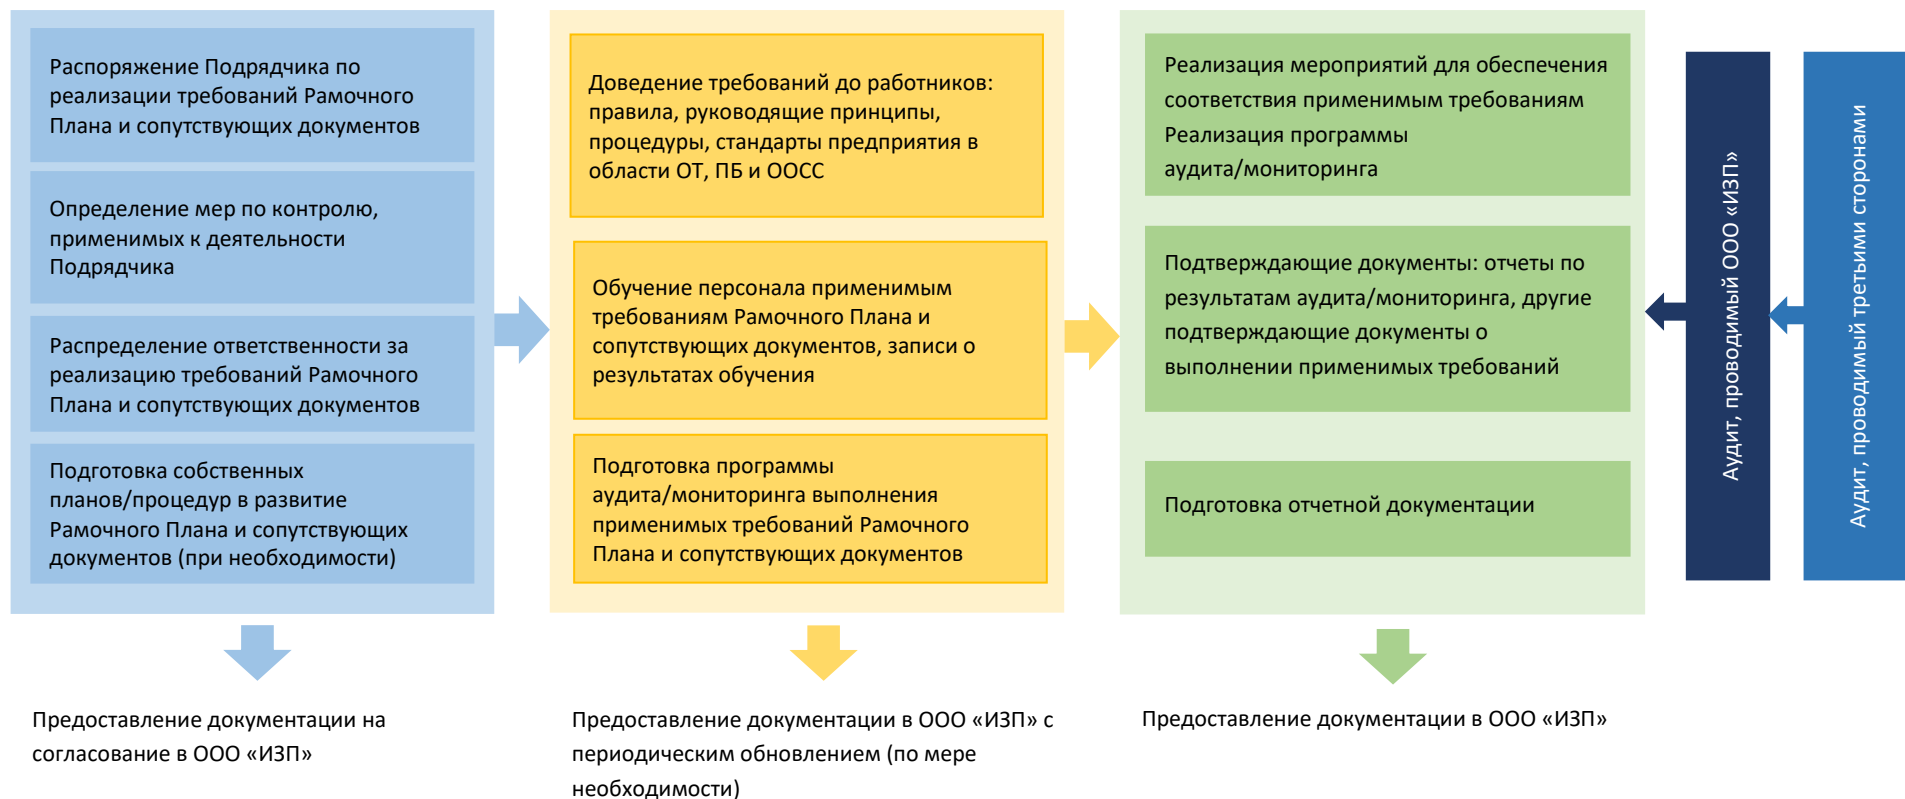 Распоряжение Подрядчика по
реализации требований Рамочного
Плана и сопутствующих документов
Определение мер по контролю,
применимых к деятельности
Подрядчика
Распределение ответственности за
реализацию требований Рамочного
Плана и сопутствующих документов
Подготовка собственных
планов/процедур в развитие
Рамочного Плана и сопутствующих
документов (при необходимости)
Предоставление документации на
согласование в ООО «ИЗП»
Доведение требований до работников:
правила, руководящие принципы,
процедуры, стандарты предприятия в
области ОТ, ПБ и ООСС
Обучение персонала применимым
требованиям Рамочного Плана и
сопутствующих документов, записи о
результатах обучения
Подготовка программы
аудита/мониторинга выполнения
применимых требований Рамочного
Плана и сопутствующих документов
Предоставление документации в ООО «ИЗП» с
периодическим обновлением (по мере
необходимости)
Реализация мероприятий для обеспечения
соответствия применимым требованиям
Реализация программы
аудита/мониторинга
Подтверждающие документы: отчеты по
результатам аудита/мониторинга, другие
подтверждающие документы о
выполнении применимых требований
Подготовка отчетной документации
Предоставление документации в ООО «ИЗП»
Аудит, проводимый ООО «ИЗП»
Аудит, проводимый третьими сторонами